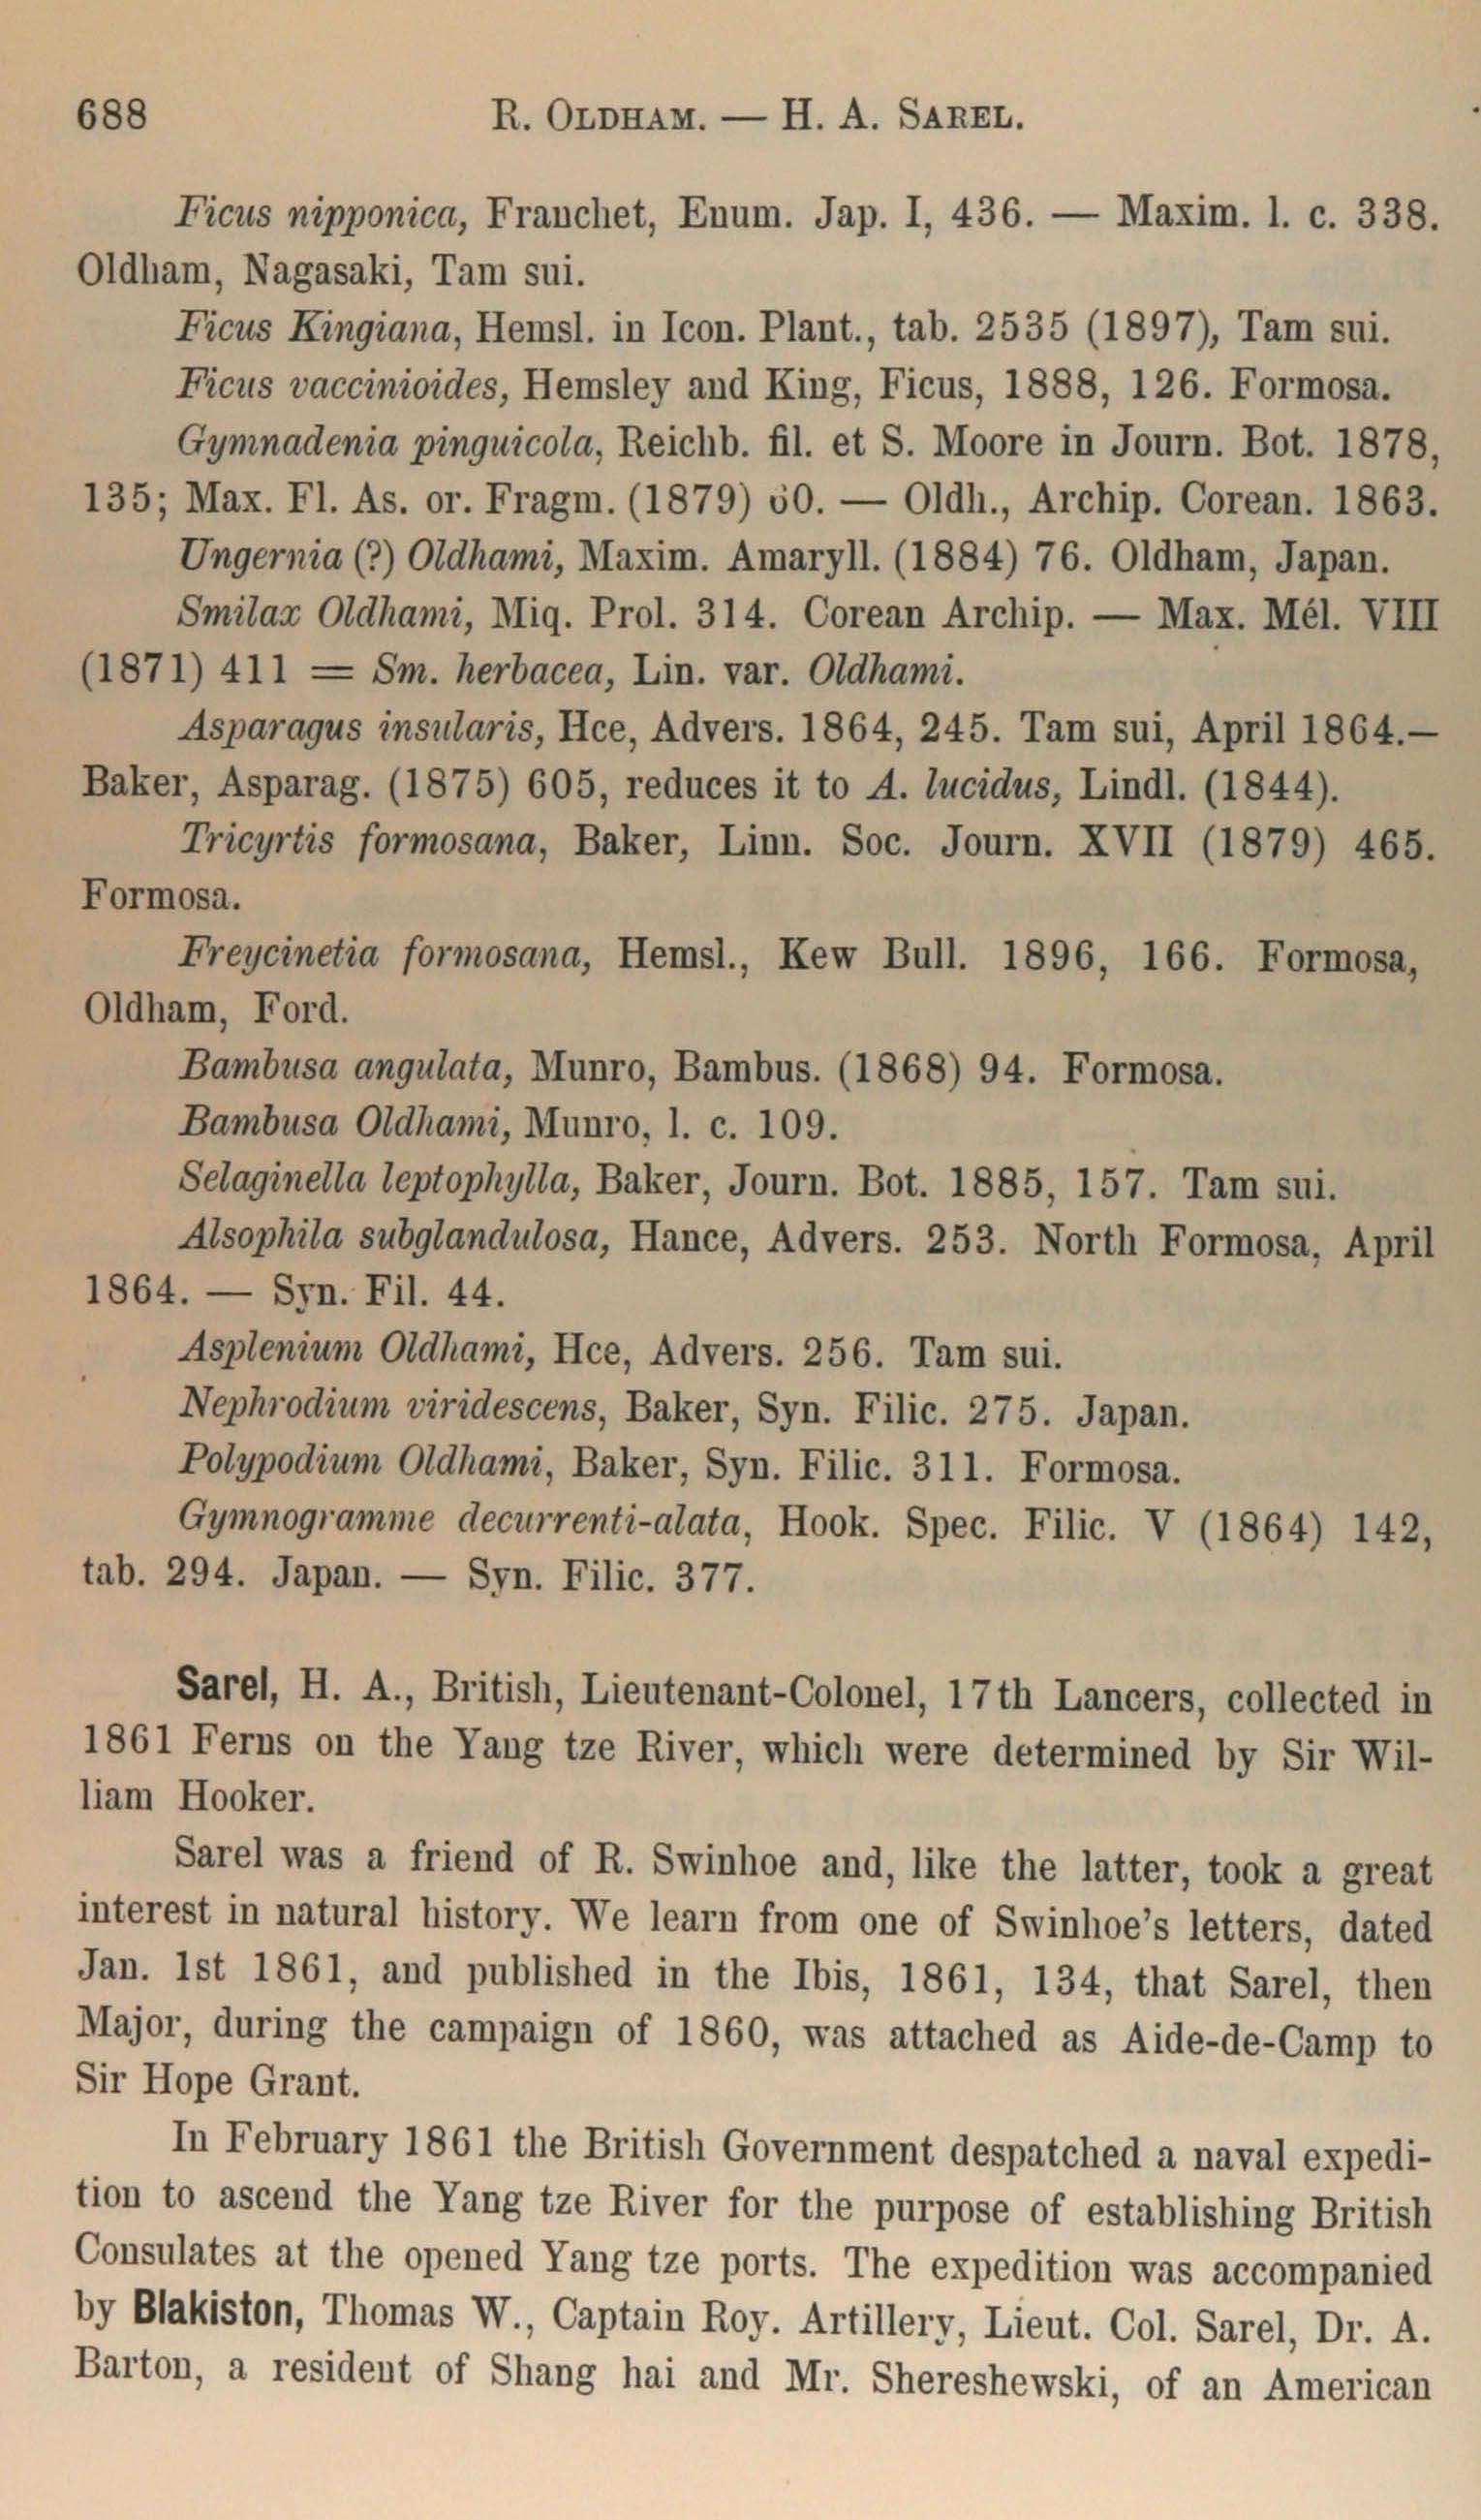 688 R. OLDHAM. — H. A. SAREL.
Ficus nipponica, Franchet, Enum. Jap. I, 436. — Maxim. l. c. 338.
Oldham, Nagasaki, Tam sui.
Ficus Kingiana, Hemsl. in Icon. Plant., tab. 2535 (1897), Tam sui.
Ficus vaccinioides, Hemsley and King, Ficus, 1888, 126. Formosa.
Gymnadenia pinguicola, Reichb. fil. et S. Moore in Journ. Bot. 1878,
135; Max. Fl. As. or. Fragm. (1879) 60. — Oldh., Archip. Corean. 1863.
Ungernia (?) Oldhami, Maxim. Amaryll. (1884) 76. Oldham, Japan.
Smilax Oldhami, Miq. Prol. 314. Corean Archip. — Max. Mél. VIII
(1871) 411 = Sm. herbacea, Lin. var. Oldhami.
Asparagus insularis, Hce, Advers. 1864, 245. Tam sui, April 1864.—
Baker, Asparag. (1875) 605, reduces it to A. lucidus, Lindl. (1844).
Tricyrtis formosana, Baker, Linn. Soc. Journ. XVII (1879) 465.
Formosa.
Freycinetia formosana, Hemsl., Kew Bull. 1896, 166. Formosa,
Oldham, Ford.
Bambusa angulata, Munro, Bambus. (1868) 94. Formosa.
Bambusa Oldhami, Munro, l. c. 109.
Selaginella leptophylla, Baker, Journ. Bot. 1885, 157. Tam sui.
Alsophila subglandulosa, Hance, Advers. 253. North Formosa, April
1864. — Syn. Fil. 44.
Asplenium Oldhami, Hce, Advers. 256. Tam sui.
Nephrodium viridescens, Baker, Syn. Filic. 275. Japan.
Polypodium Oldhami, Baker, Syn. Filic. 311. Formosa.
Gymnogramme decurrenti-alata, Hook. Spec. Filic. V (1864) 142,
tab. 294. Japan. — Syn. Filic. 377.
Sarel, H. A., British, Lieutenant-Colonel, 17th Lancers, collected in
1861 Ferns on the Yang tze River, which were determined by Sir Wil-
liam Hooker.
Sarel was a friend of R. Swinhoe and, like the latter, took a great
interest in natural history. We learn from one of Swinhoe's letters, dated
Jan. 1st 1861, and published in the Ibis, 1861, 134, that Sarel, then
Major, during the campaign of 1860, was attached as Aide-de-Camp to
Sir Hope Grant.
In February 1861 the British Government despatched a naval expedi-
tion to ascend the Yang tze River for the purpose of establishing British
Consulates at the opened Yang tze ports. The expedition was accompanied
by Blakiston, Thomas W., Captain Roy. Artillery, Lieut. Col. Sarel, Dr. A.
Barton, a resident of Shang hai and Mr. Shereshewski, of an American